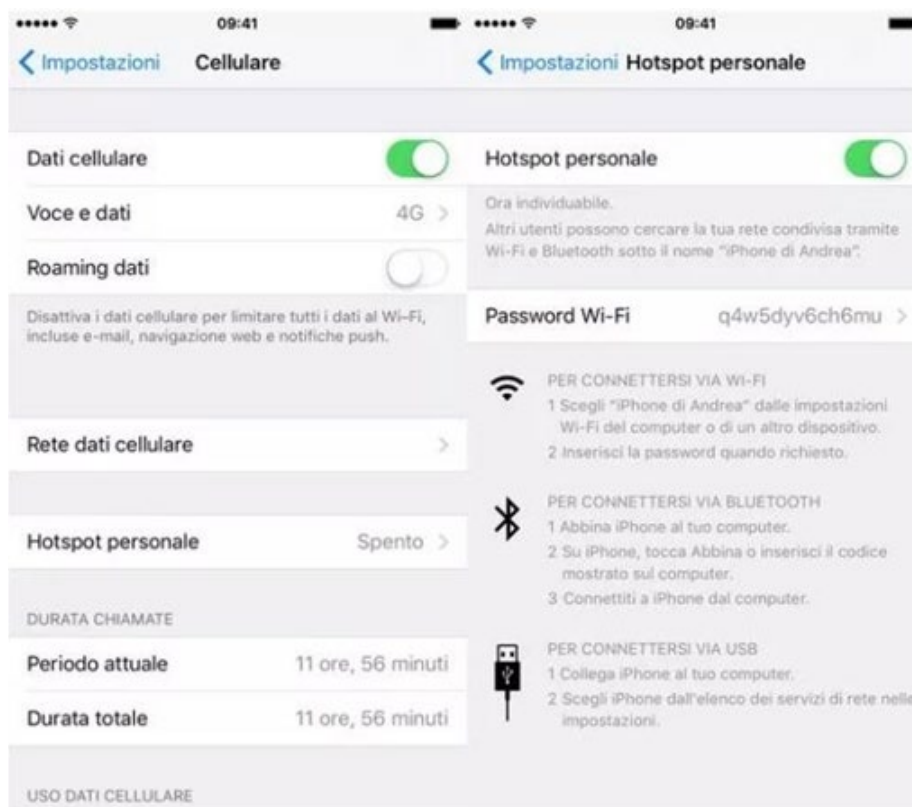 09:41
Impostazioni Cellulare
Dati cellulare
Voce e dati 4G
Roaming dati
Disattiva i dati cellulare per limitare tutti i dati al Wi-Fi,
incluse e-mail, navigazione web e notifiche push.
Rete dati cellulare
Hotspot personale Spento
DURATA CHIAMATE
Periodo attuale 11 ore, 56 minuti
Durata totale 11 ore, 56 minuti
USO DATI CELLULARE
09:41
Impostazioni Hotspot personale
Hotspot personale
Ora individuabile.
Altri utenti possono cercare la tua rete condivisa tramite
Wi-Fi e Bluetooth sotto il nome "iPhone di Andrea".
Password Wi-Fi q4w5dyv6ch6mu
PER CONNETTERSI VIA WI-FI
1 Scegli "iPhone di Andrea" dalle impostazioni
Wi-Fi del computer o di un altro dispositivo.
2 Inserisci la password quando richiesto.
PER CONNETTERSI VIA BLUETOOTH
1 Abbina iPhone al tuo computer.
2 Su iPhone, tocca Abbina o inserisci il codice
mostrato sul computer.
3 Connettiti a iPhone dal computer.
PER CONNETTERSI VIA USB
1 Collega iPhone al tuo computer.
2 Scegli iPhone dall'elenco dei servizi di rete nelle
impostazioni.